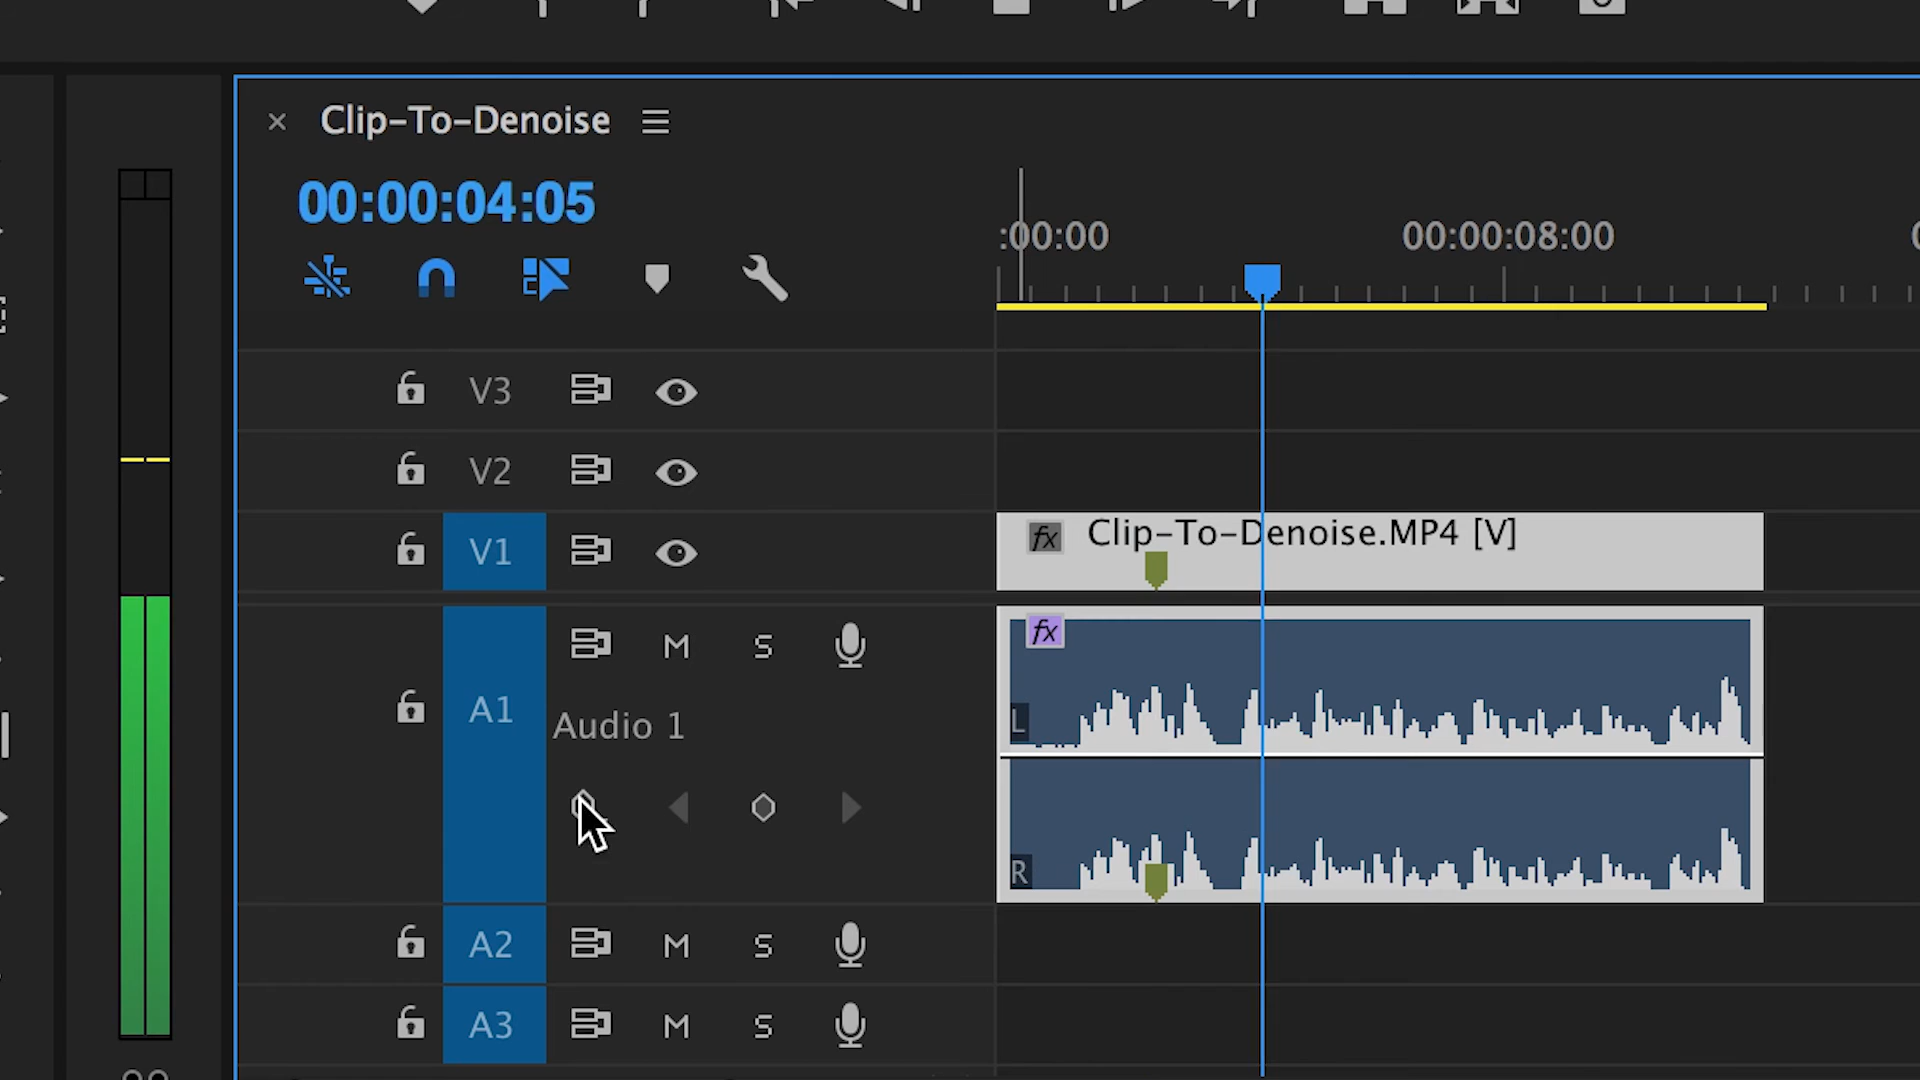 × Clip-To-Denoise
00:00:04:05
:00:00 00:00:08:00
V3
V2
V1
fx Clip-To-Denoise.MP4 [V]
fx
M S
A1
L
Audio 1
R
A2 M S
A3 M S